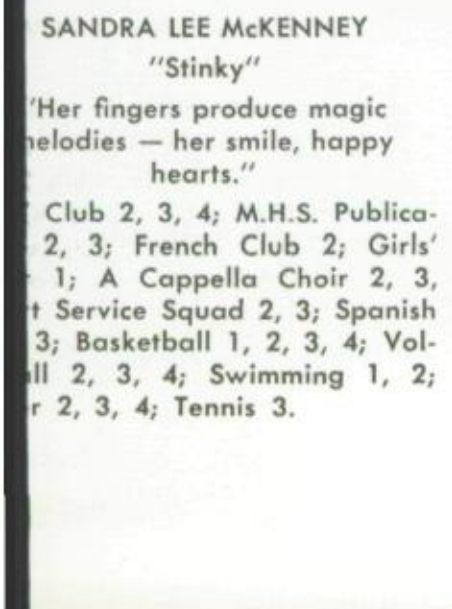 SANDRA LEE McKENNEY
"Stinky"
'Her fingers produce magic
elodies — her smile, happy
hearts."
Club 2, 3, 4; M.H.S. Publica-
2, 3; French Club 2; Girls'
1; A Cappella Choir 2, 3,
t Service Squad 2, 3; Spanish
3; Basketball 1, 2, 3, 4; Vol-
ll 2, 3, 4; Swimming 1, 2;
r 2, 3, 4; Tennis 3.